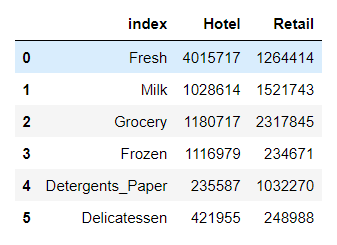 index Hotel Retail
0 Fresh 4015717 1264414
1 Milk 1028614 1521743
2 Grocery 1180717 2317845
3 Frozen 1116979 234671
4 Detergents_Paper 235587 1032270
5 Delicatessen 421955 248988